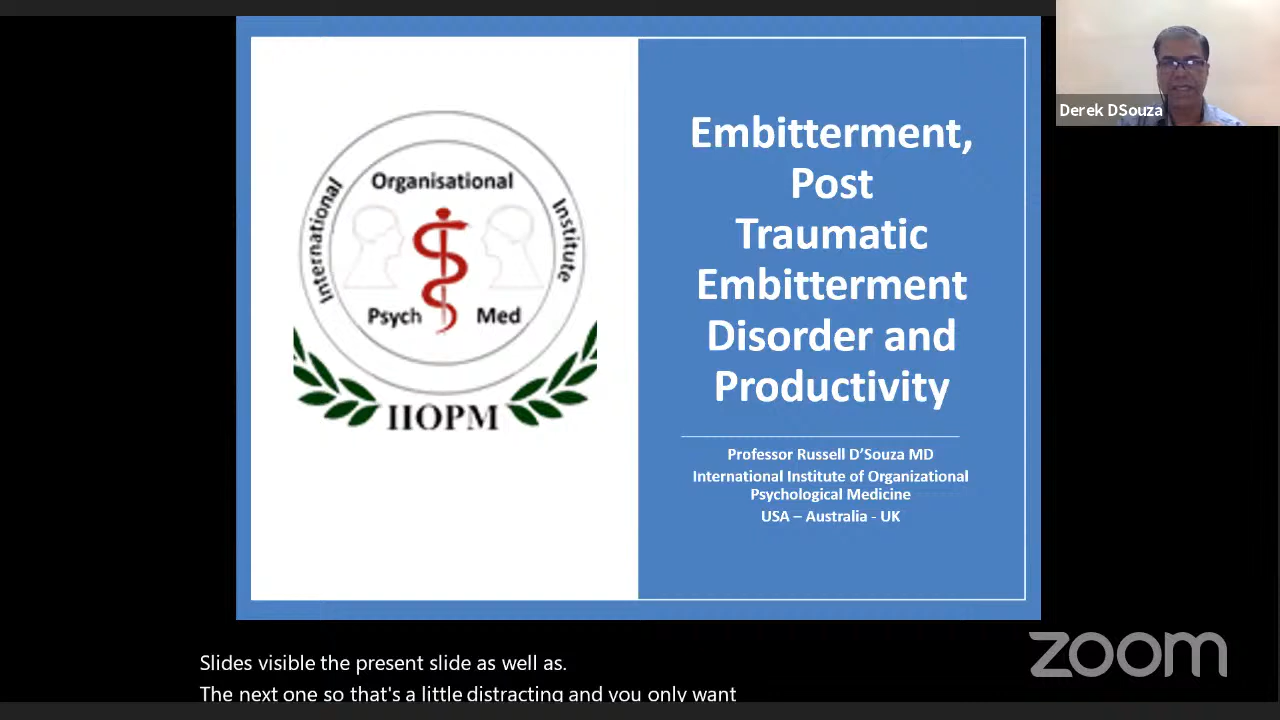 International
Organisational
Institute
Psych Med
IIOPM
Embitterment,
Post
Traumatic
Embitterment
Disorder and
Productivity
Professor Russell D’Souza MD
International Institute of Organizational
Psychological Medicine
USA – Australia - UK
Derek DSouza
Slides visible the present slide as well as.
The next one so that's a little distracting and you only want
zoom